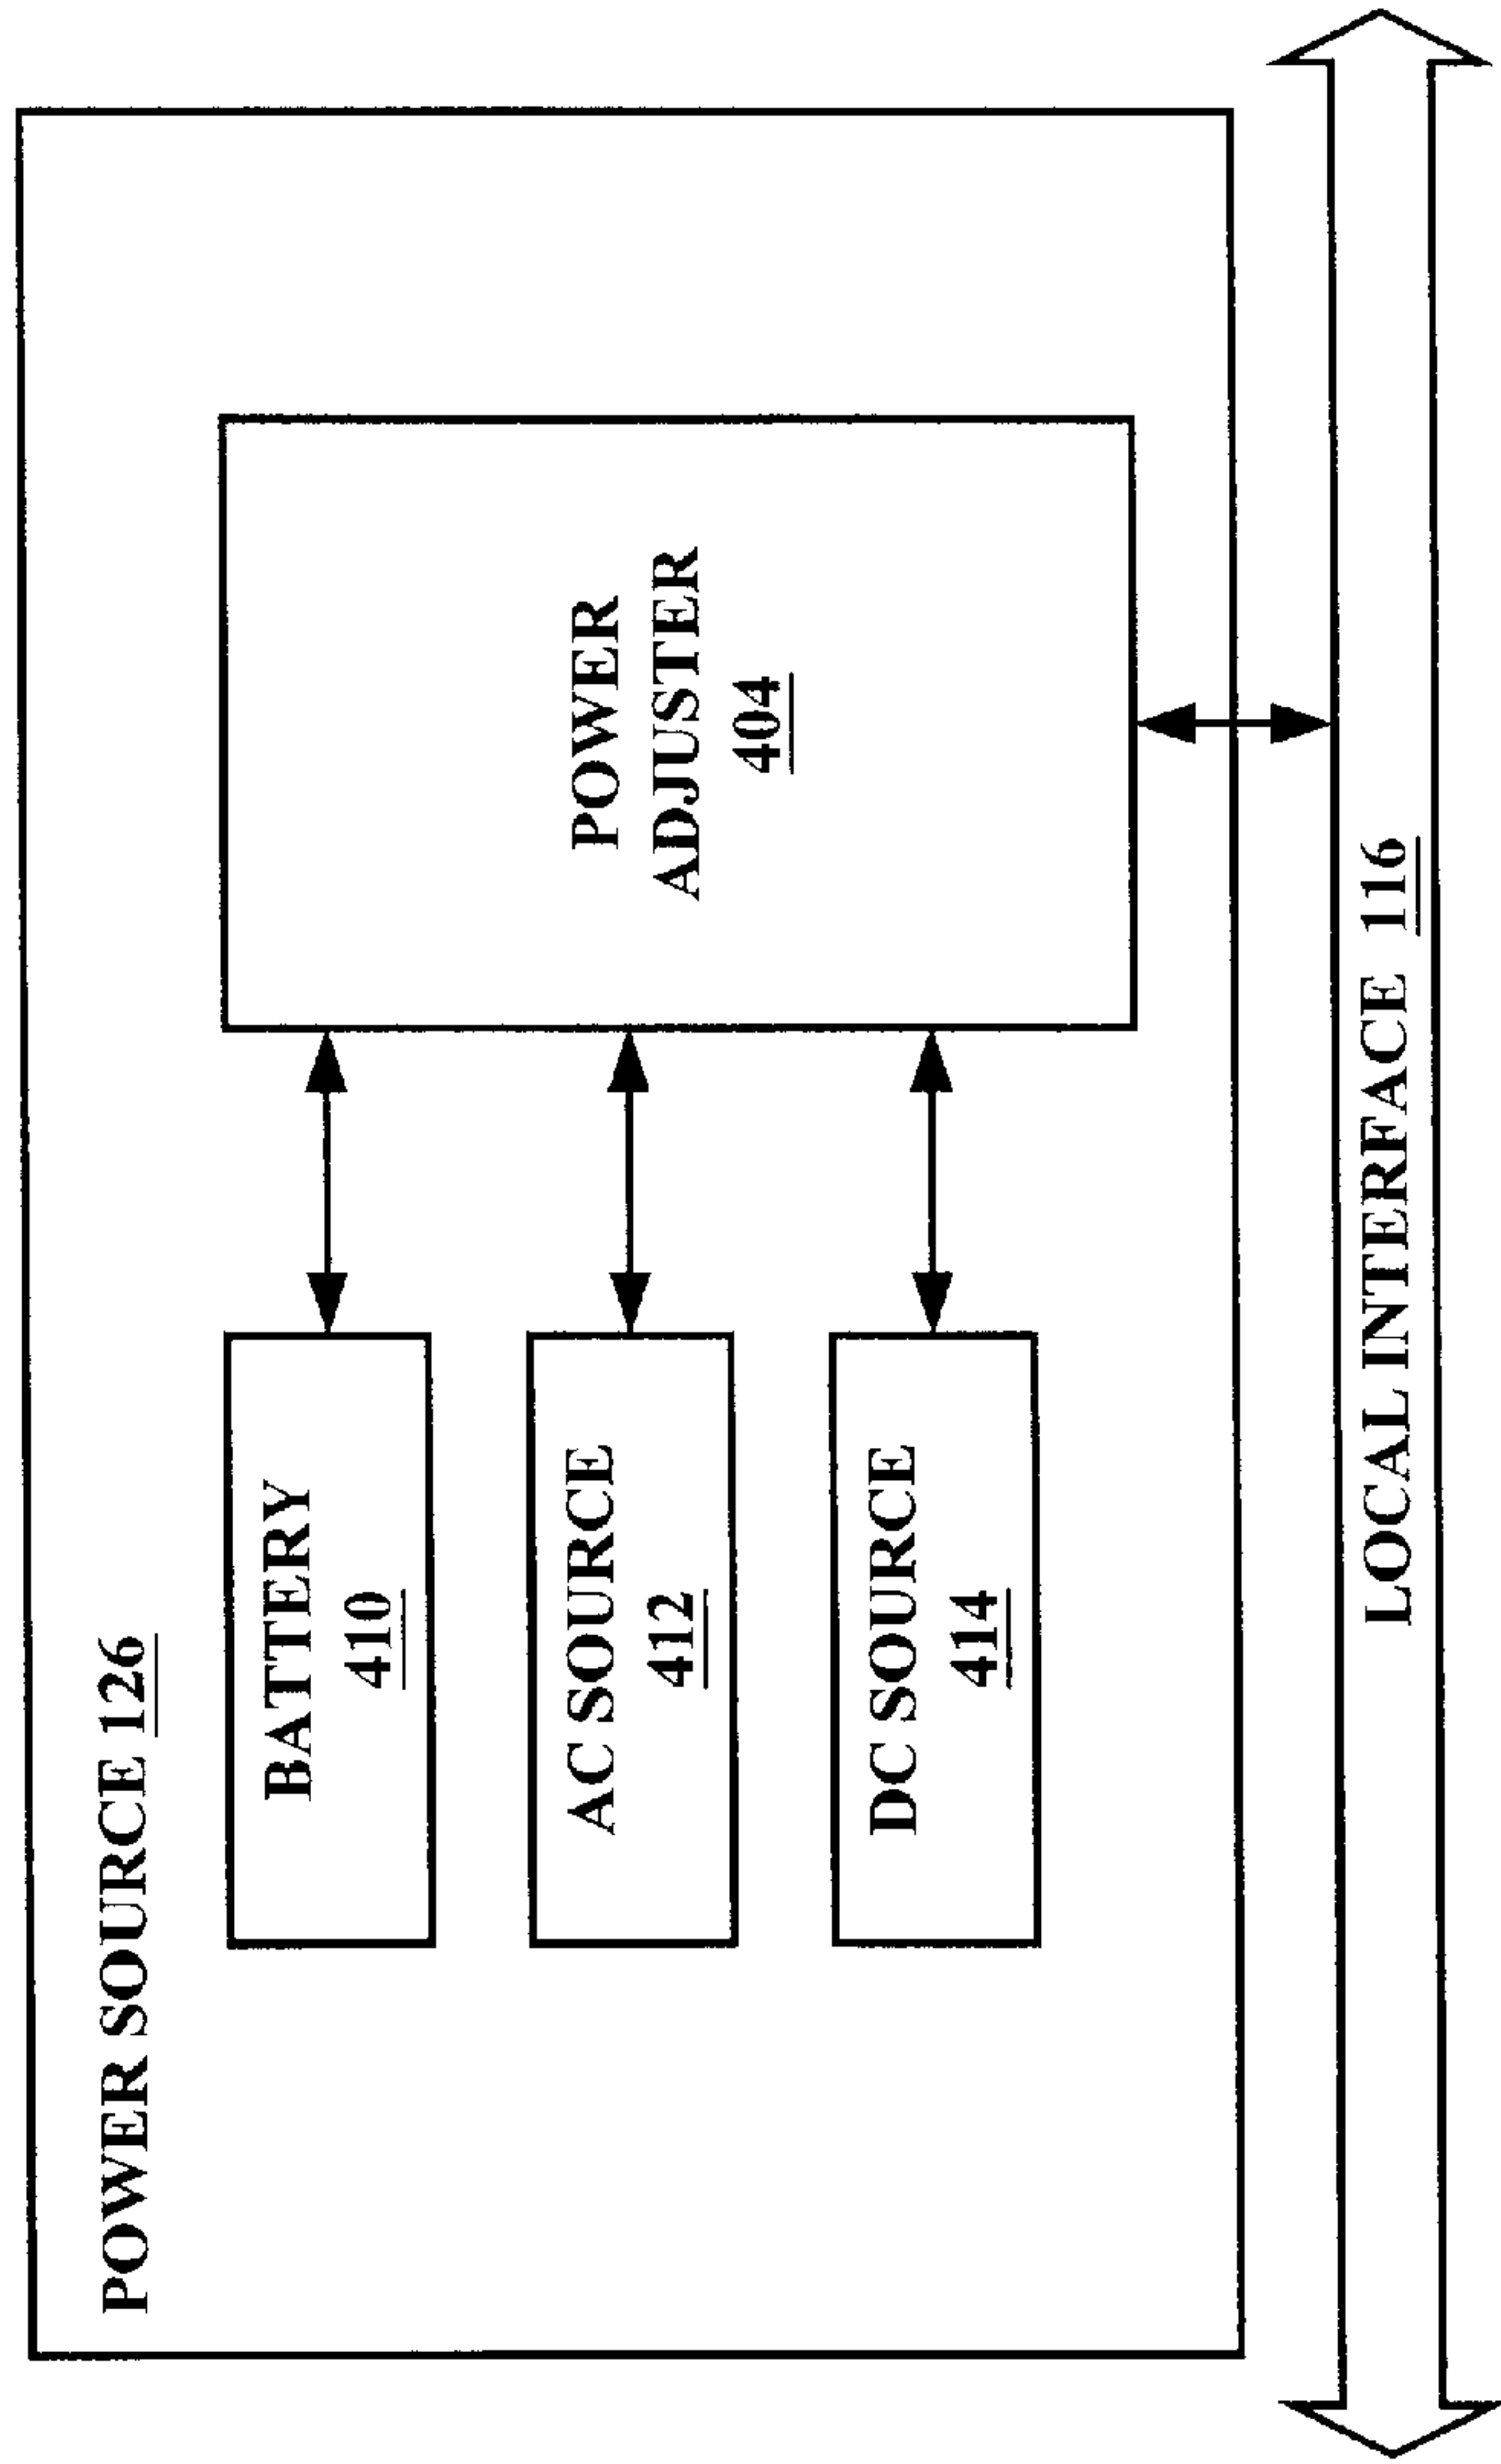 POWER SOURCE 126
BATTERY
410
AC SOURCE
412
DC SOURCE
414
POWER
ADJUSTER
404
LOCAL INTERFACE 116